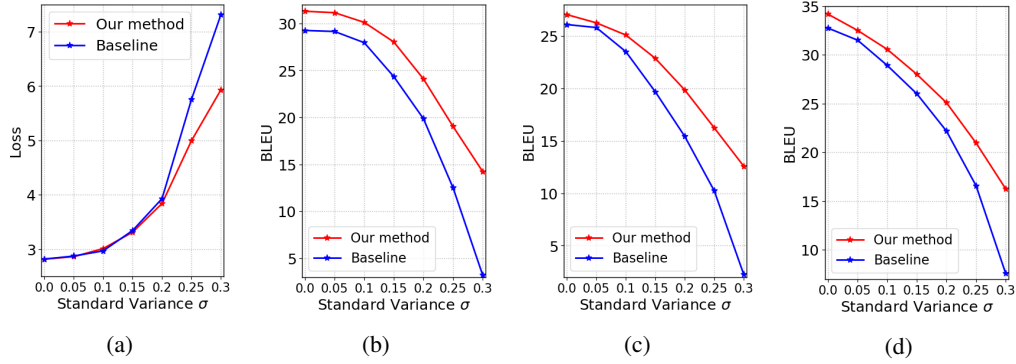 7
6
5
4
3
Loss
Our method
Baseline
0.0 0.05 0.1 0.15 0.2 0.25 0.3
Standard Variance σ
(a)
30
25
20
15
10
5
BLEU
Our method
Baseline
0.0 0.05 0.1 0.15 0.2 0.25 0.3
Standard Variance σ
(b)
25
20
15
10
5
BLEU
Our method
Baseline
0.0 0.05 0.1 0.15 0.2 0.25 0.3
Standard Variance σ
(c)
35
30
25
20
15
10
BLEU
Our method
Baseline
0.0 0.05 0.1 0.15 0.2 0.25 0.3
Standard Variance σ
(d)